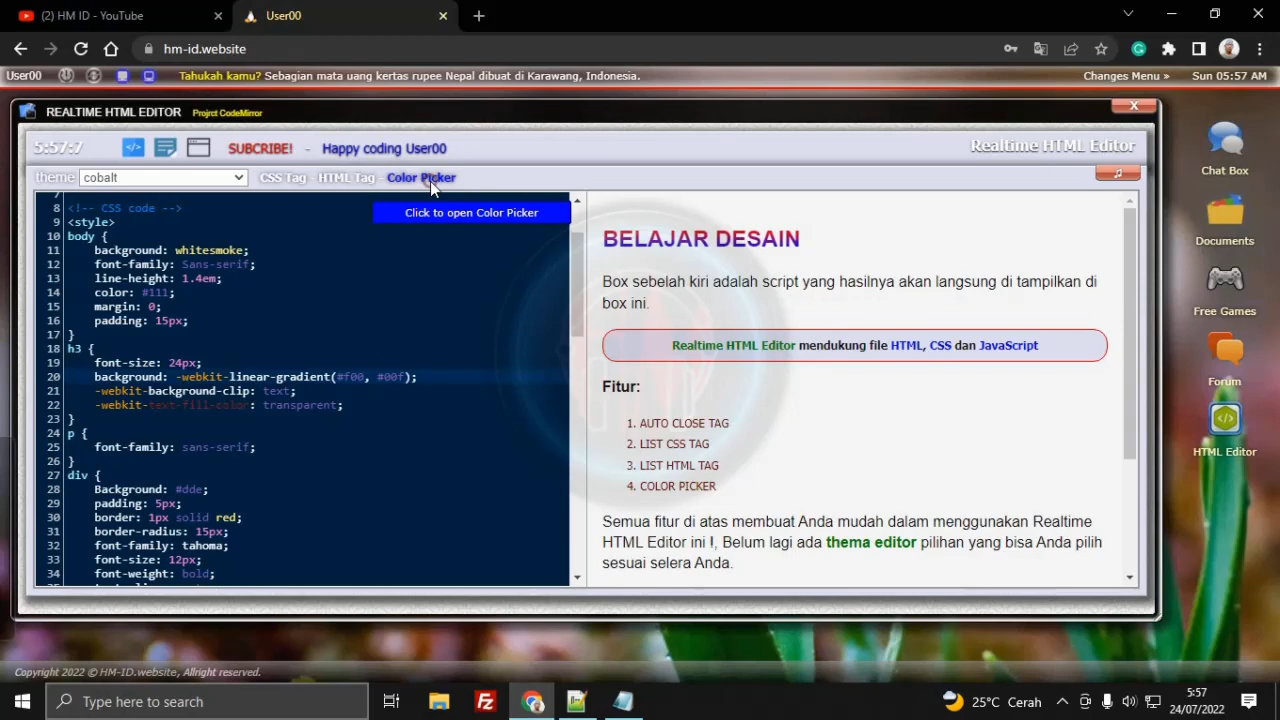 (2) HM ID - YouTube
User00
hm-id.website
User00
Tahukah kamu? Sebagian mata uang kertas rupee Nepal dibuat di Karawang, Indonesia.
Changes Menu »
Sun 05:57 AM
REALTIME HTML EDITOR
Projrct CodeMirror
5:57:7
SUBCRIBE! - Happy coding User00
Realtime HTML Editor
theme
cobalt
CSS Tag - HTML Tag - Color Picker
Click to open Color Picker
7
8 <!-- CSS code -->
9 <style>
10 body {
11 background: whitesmoke;
12 font-family: Sans-serif;
13 line-height: 1.4em;
14 color: #111;
15 margin: 0;
16 padding: 15px;
17 }
18 h3 {
19 font-size: 24px;
20 background: -webkit-linear-gradient(#f00, #00f);
21 -webkit-background-clip: text;
22 -webkit-text-fill-color: transparent;
23 }
24 p {
25 font-family: sans-serif;
26 }
27 div {
28 Background: #dde;
29 padding: 5px;
30 border: 1px solid red;
31 border-radius: 15px;
32 font-family: tahoma;
33 font-size: 12px;
34 font-weight: bold;
BELAJAR DESAIN
Box sebelah kiri adalah script yang hasilnya akan langsung di tampilkan di
box ini.
Realtime HTML Editor mendukung file HTML, CSS dan JavaScript
Fitur:
1. AUTO CLOSE TAG
2. LIST CSS TAG
3. LIST HTML TAG
4. COLOR PICKER
Semua fitur di atas membuat Anda mudah dalam menggunakan Realtime
HTML Editor ini !, Belum lagi ada thema editor pilihan yang bisa Anda pilih
sesuai selera Anda.
Chat Box
Documents
Free Games
Forum
HTML Editor
Copyright 2022 © HM-ID.website, Allright reserved.
Type here to search
25°C Cerah
5:57
24/07/2022